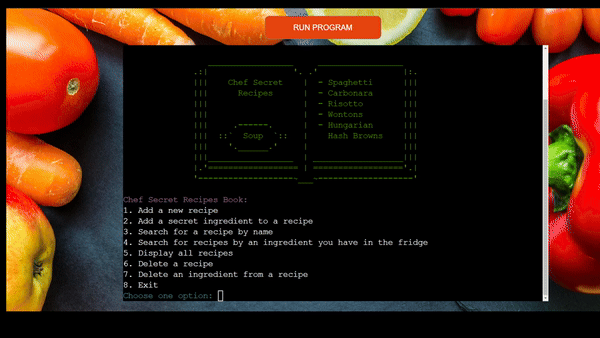 RUN PROGRAM
Chef Secret - Spaghetti
Recipes - Carbonara
- Risotto
- Wontons
- Hungarian
Soup Hash Browns
Chef Secret Recipes Book:
1. Add a new recipe
2. Add a secret ingredient to a recipe
3. Search for a recipe by name
4. Search for recipes by an ingredient you have in the fridge
5. Display all recipes
6. Delete a recipe
7. Delete an ingredient from a recipe
8. Exit
Choose one option: